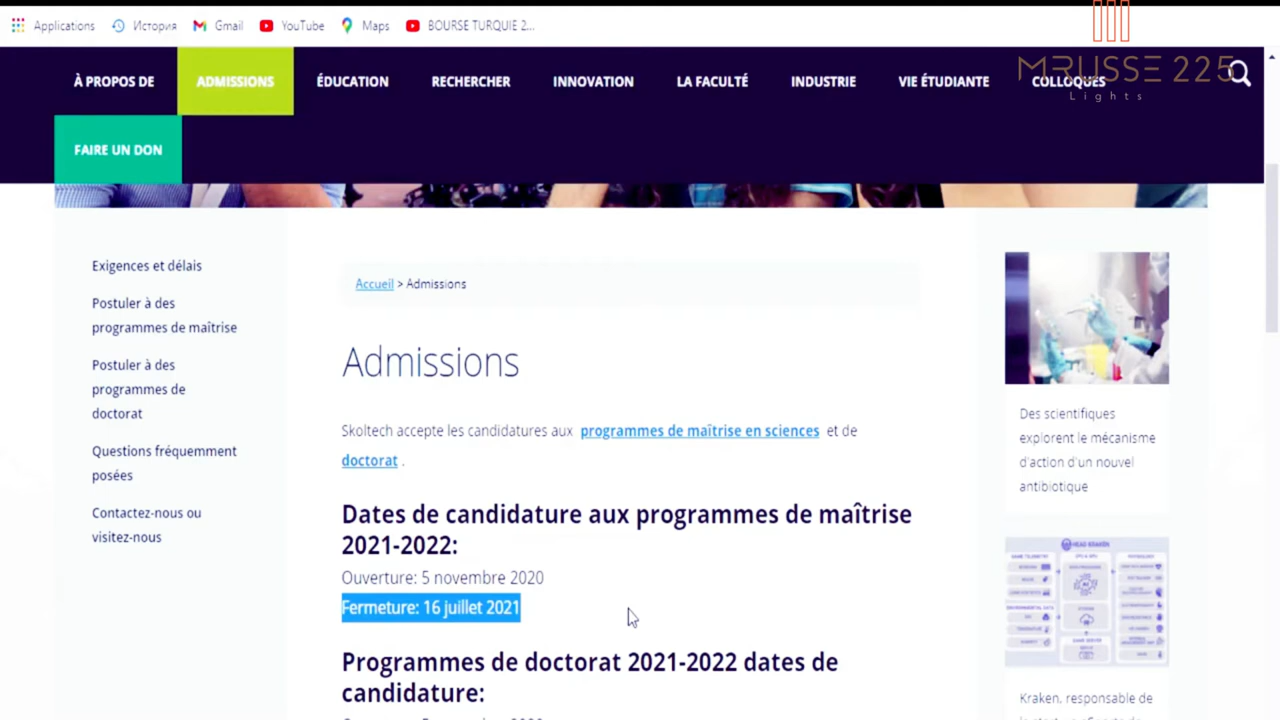 Applications История Gmail YouTube Maps BOURSE TURQUIE 2...
MRUSSE 225
Lights
À PROPOS DE ADMISSIONS ÉDUCATION RECHERCHER INNOVATION LA FACULTÉ INDUSTRIE VIE ÉTUDIANTE COLLOQUES
FAIRE UN DON
Exigences et délais
Postuler à des
programmes de maîtrise
Postuler à des
programmes de
doctorat
Questions fréquemment
posées
Contactez-nous ou
visitez-nous
Accueil > Admissions
Admissions
Skoltech accepte les candidatures aux programmes de maîtrise en sciences et de
doctorat .
Dates de candidature aux programmes de maîtrise
2021-2022:
Ouverture: 5 novembre 2020
Fermeture: 16 juillet 2021
Programmes de doctorat 2021-2022 dates de
candidature:
Des scientifiques
explorent le mécanisme
d'action d'un nouvel
antibiotique
HEAD KRAKEN
Kraken, responsable de